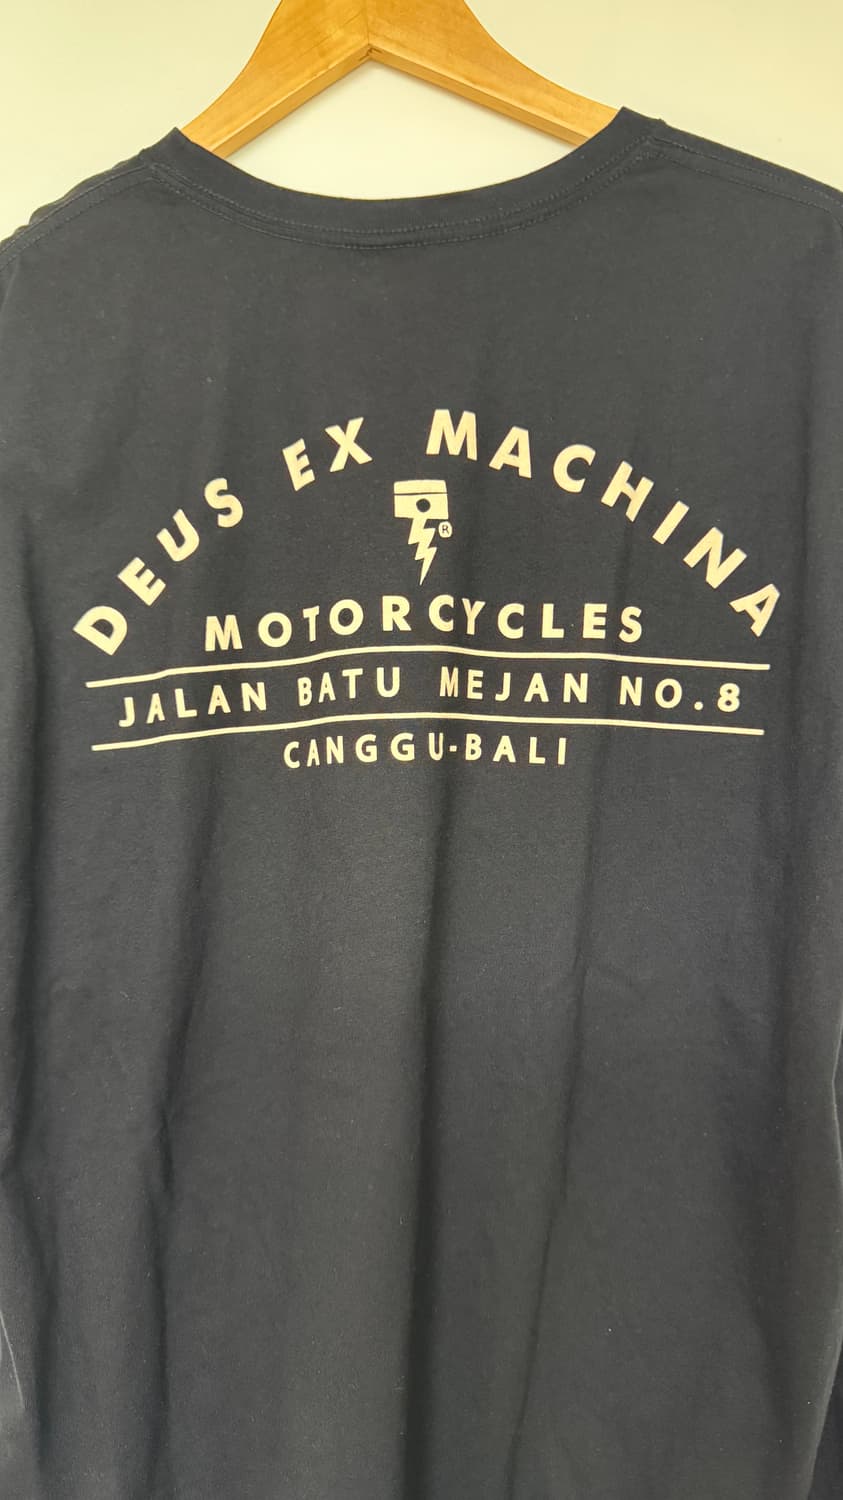 DEUS EX MACHINA
®
MOTORCYCLES
JALAN BATU MEJAN NO.8
CANGGU-BALI